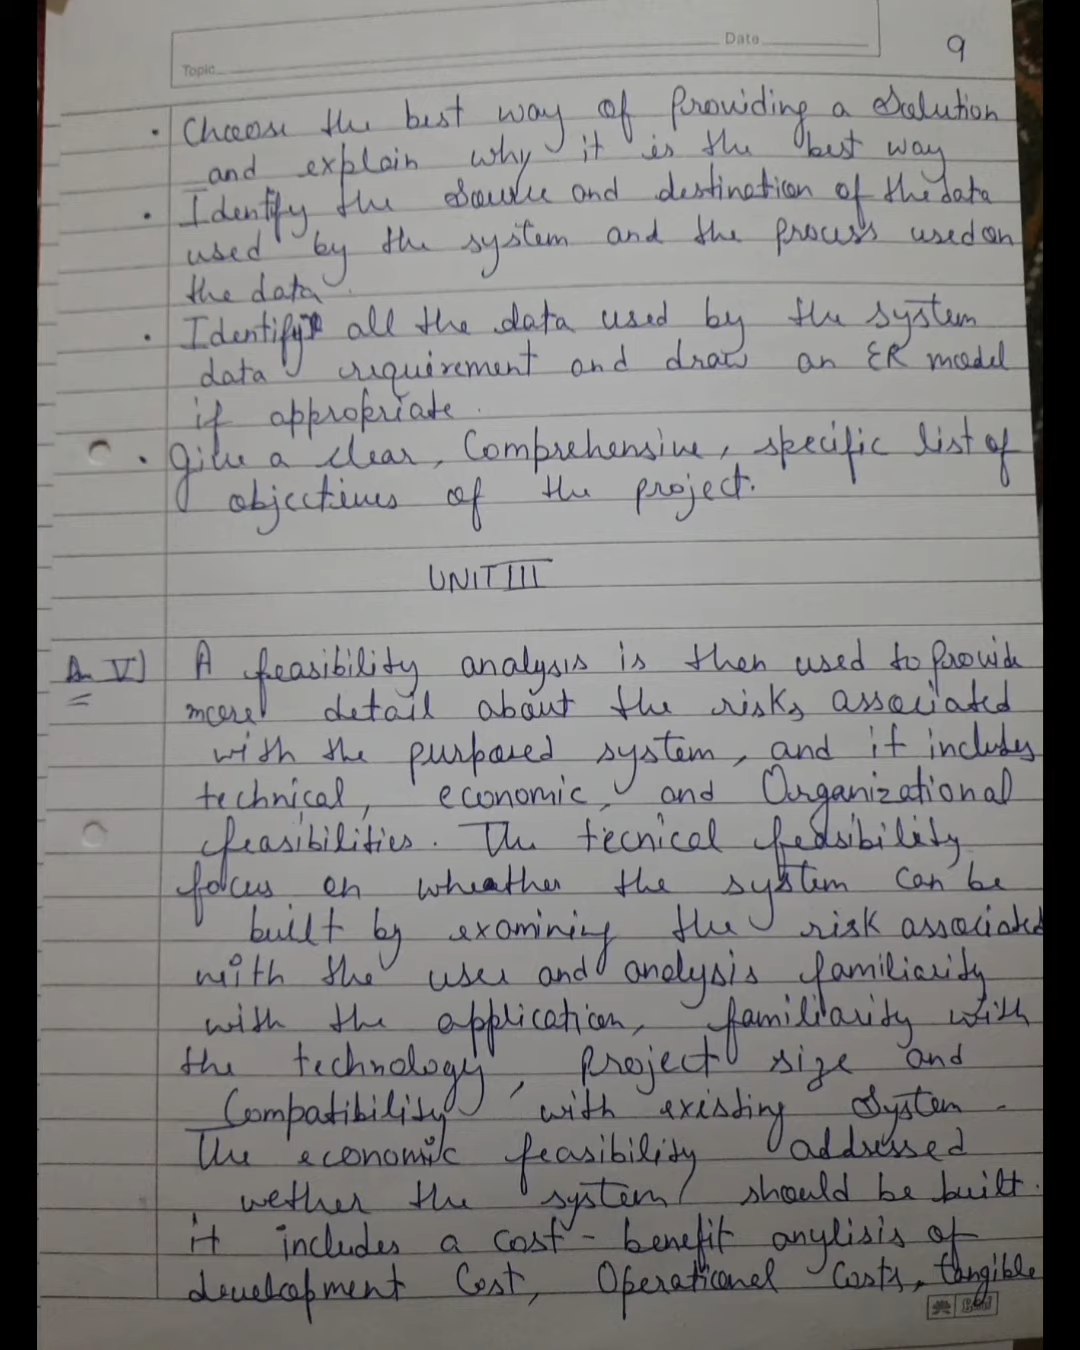 Date
9
Topic
• Choose the best way of Providing a Solution
and explain why it is the best way
• Identify the Source and destination of the data
used by the system and the process used on
the data.
• Identify all the data used by the system
data requirement and draw an ER model
if appropriate.
• Give a clear, Comprehensive, specific list of
objectives of the project.
UNIT III
An V) A feasibility analysis is then used to Provide
more detail about the risks associated
with the purposed system, and it includes
technical, economic, and Organizational
feasibilities. The tecnical feasibility
focus on wheather the system can be
built by examining the risk associated
with the user and analysis familiarity
with the application, familiarity with
the technology, project size and
Compatibility with existing System.
The economic feasibility addressed
wether the system should be built.
it includes a cost-benefit anylisis of
development Cost, Operational Costs, tangible